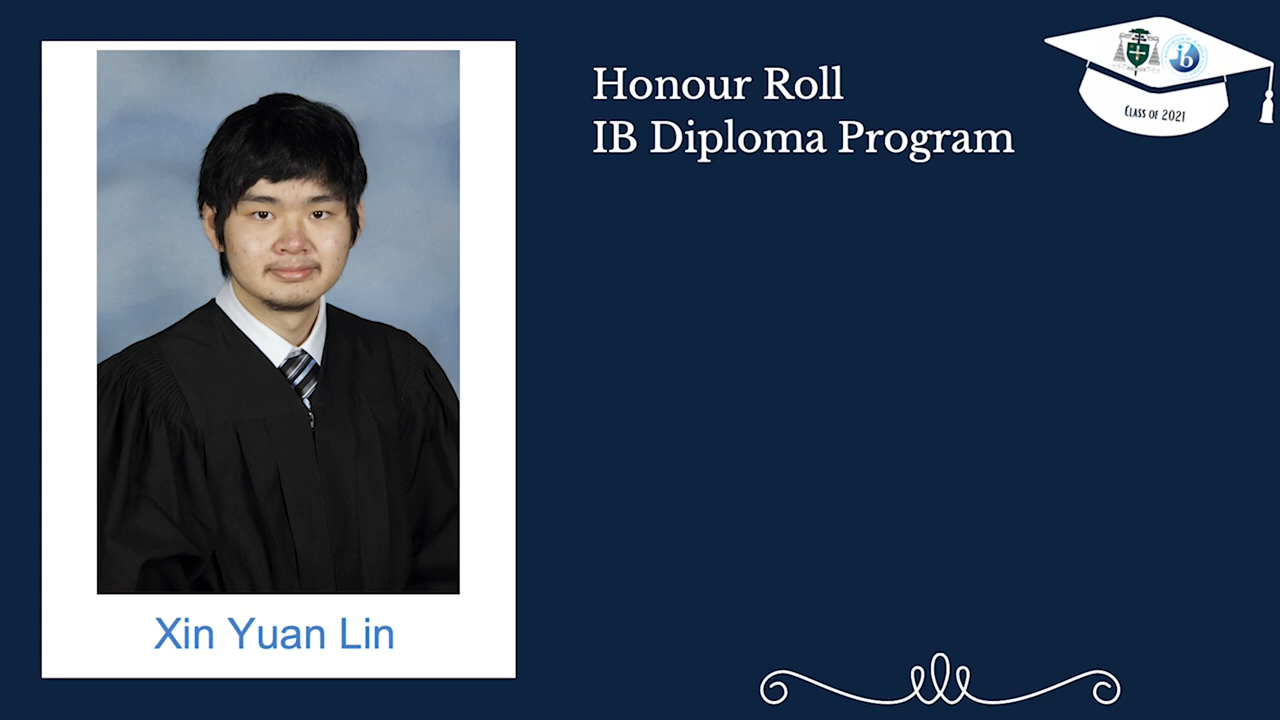 Honour Roll
IB Diploma Program
CLASS OF 2021
Xin Yuan Lin